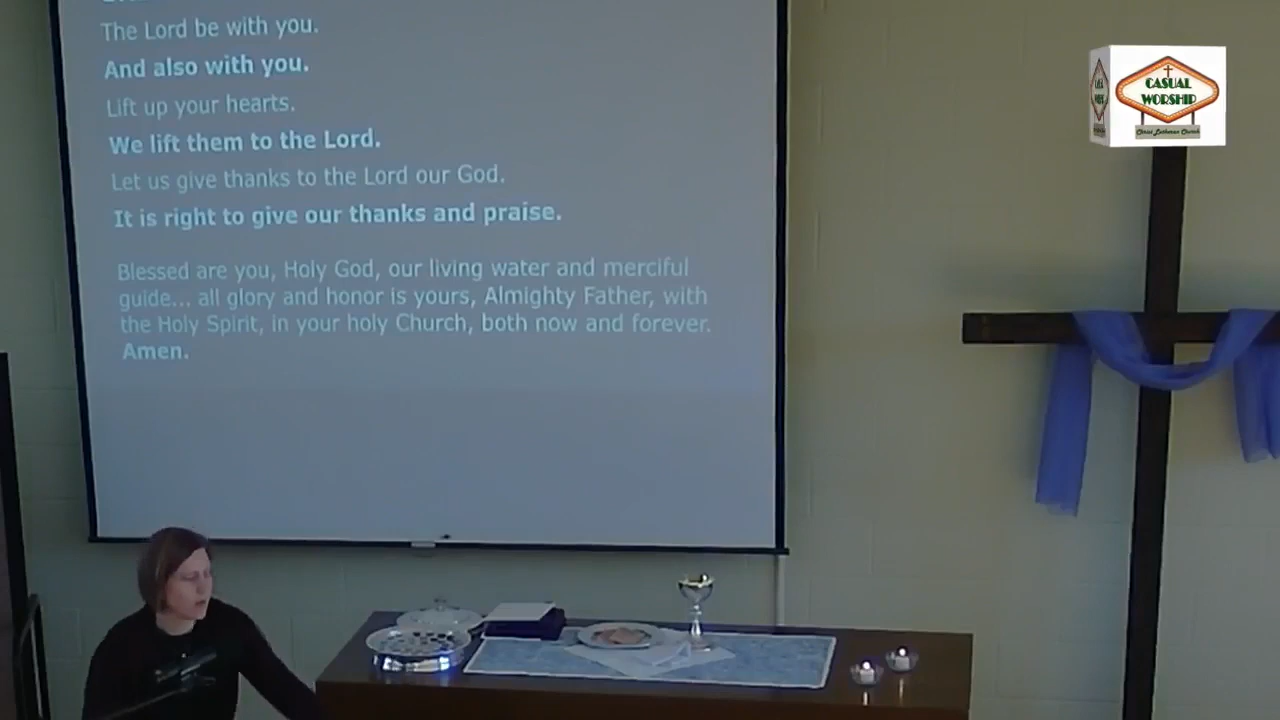 The Lord be with you.
And also with you.
Lift up your hearts.
We lift them to the Lord.
Let us give thanks to the Lord our God.
It is right to give our thanks and praise.
Blessed are you, Holy God, our living water and merciful
guide... all glory and honor is yours, Almighty Father, with
the Holy Spirit, in your holy Church, both now and forever.
Amen.
CASUAL
WORSHIP
Christ Lutheran Church